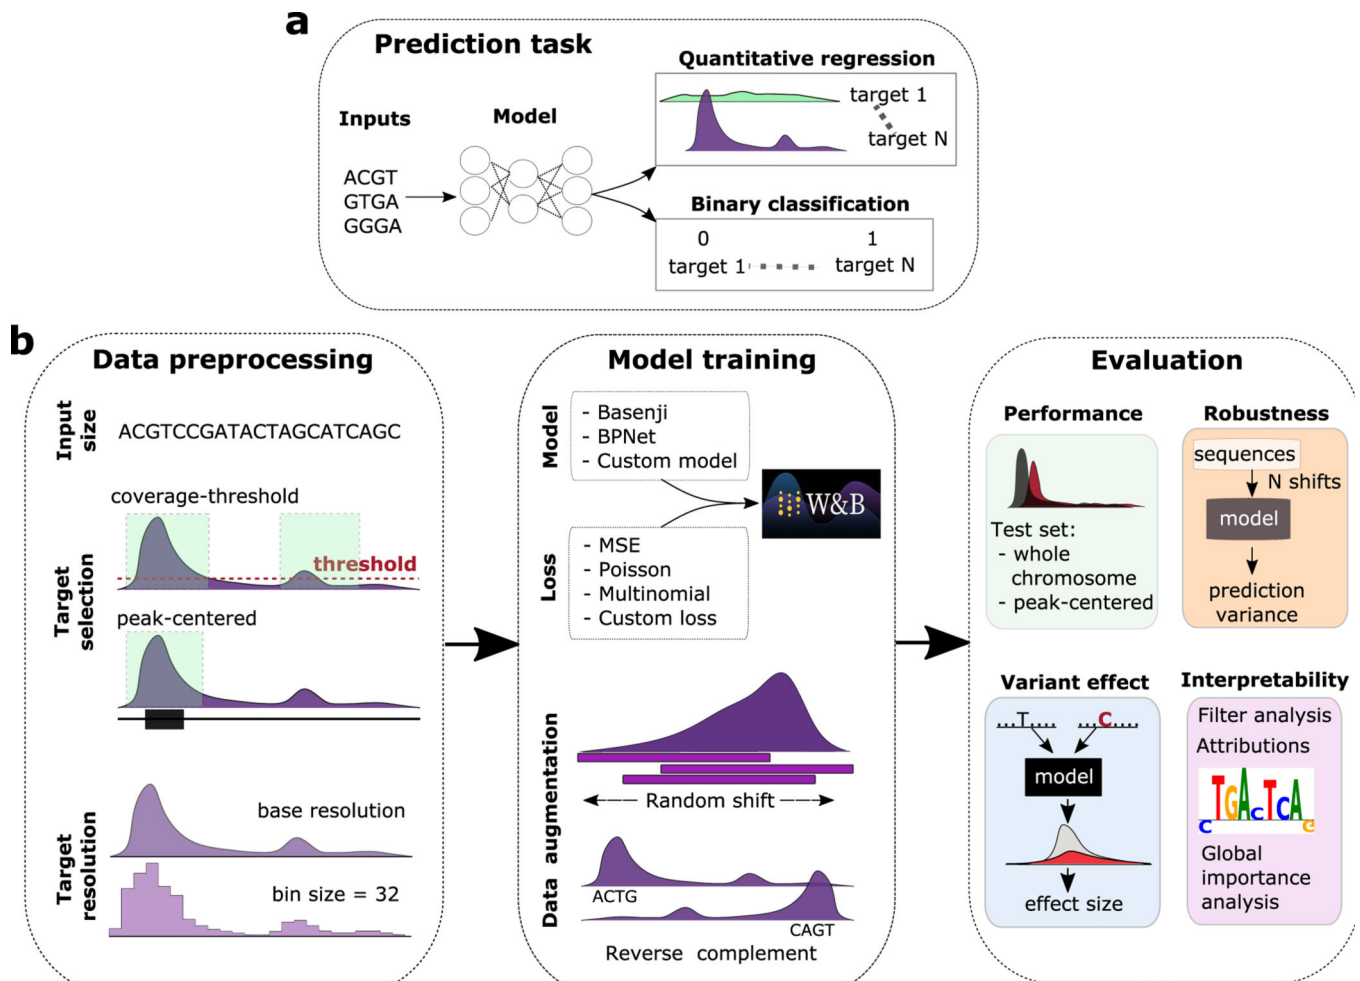 a
Prediction task
Inputs
ACGT
GTGA
GGGA
Model
Quantitative regression
target 1
target N
Binary classification
0 1
target 1 target N
b
Data preprocessing
Input size
ACGTCCGATACTAGCATCAGC
Target selection
coverage-threshold
threshold
peak-centered
Target resolution
base resolution
bin size = 32
Model training
Model
- Basenji
- BPNet
- Custom model
W&B
Loss
- MSE
- Poisson
- Multinomial
- Custom loss
Data augmentation
Random shift
ACTG
CAGT
Reverse complement
Evaluation
Performance
Test set:
- whole
chromosome
- peak-centered
Robustness
sequences
N shifts
model
prediction
variance
Variant effect
T C
model
effect size
Interpretability
Filter analysis
Attributions
CTGACTCAG
Global
importance
analysis